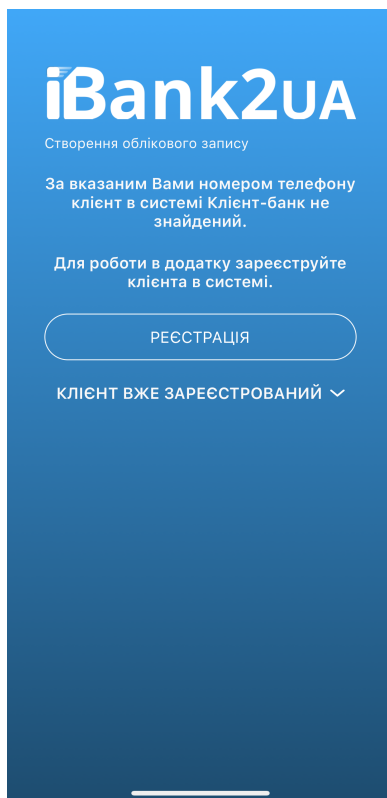 iBank2UA
Створення облікового запису
За вказаним Вами номером телефону
клієнт в системі Клієнт-банк не
знайдений.
Для роботи в додатку зареєструйте
клієнта в системі.
РЕЄСТРАЦІЯ
КЛІЄНТ ВЖЕ ЗАРЕЄСТРОВАНИЙ